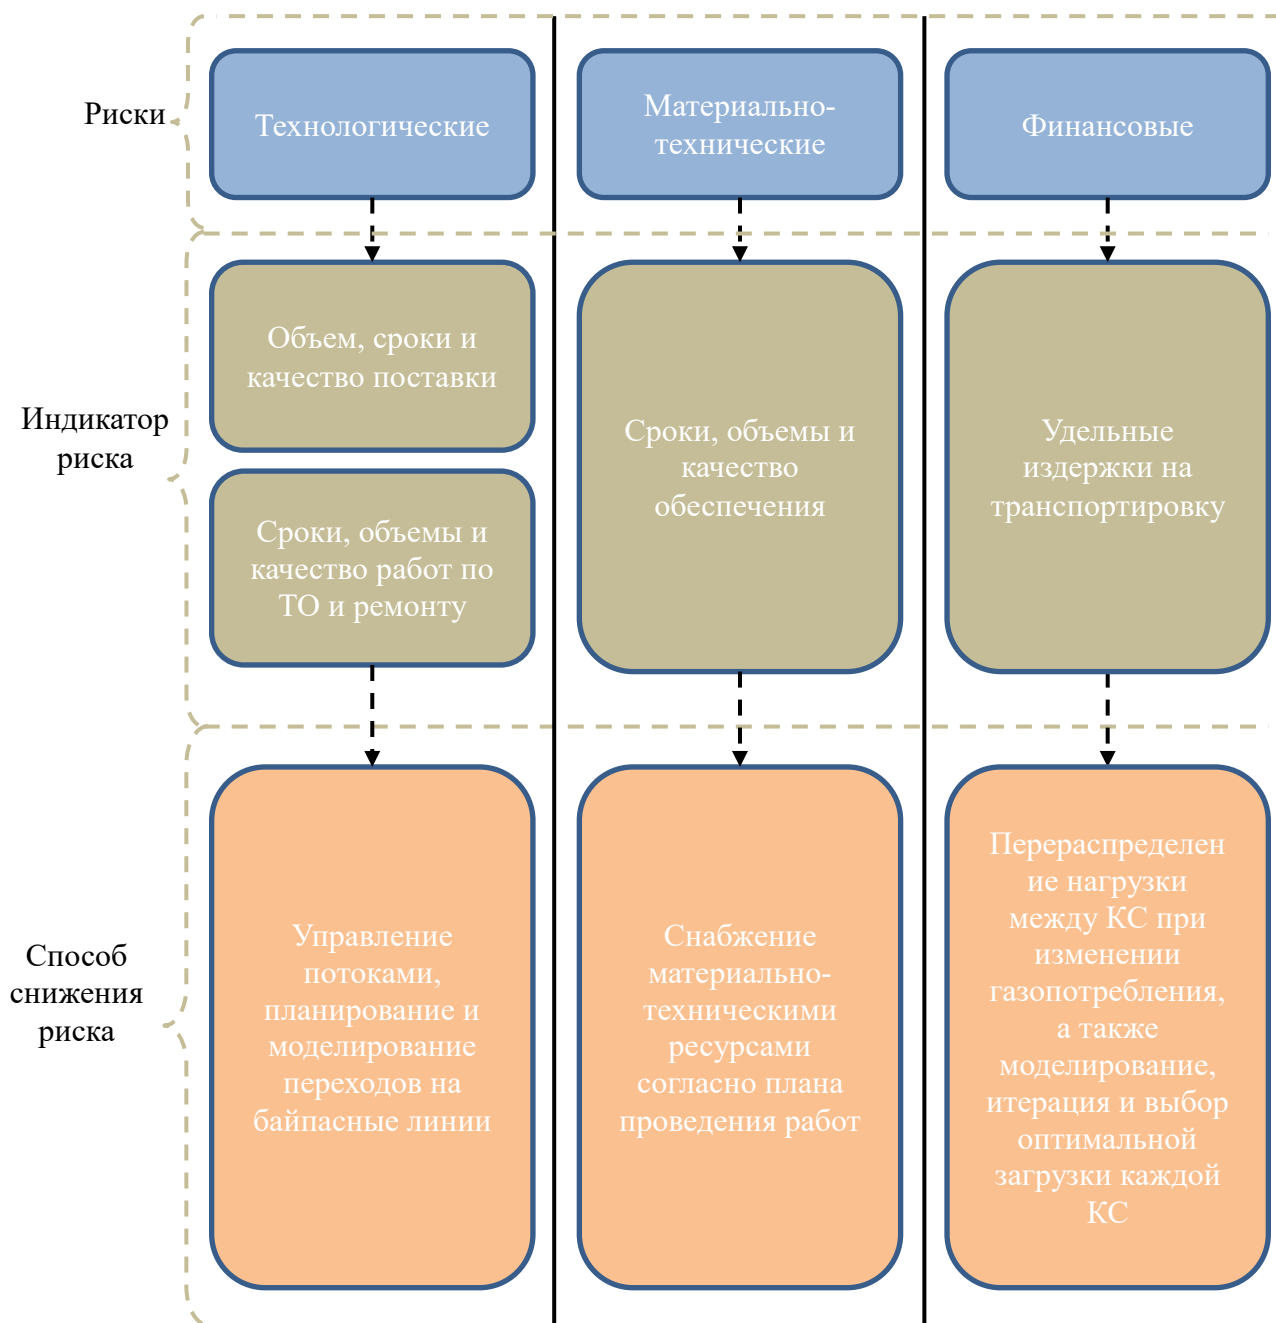 Риски
Технологические
Материально-
технические
Финансовые
Индикатор
риска
Объем, сроки и
качество поставки
Сроки, объемы и
качество работ по
ТО и ремонту
Сроки, объемы и
качество
обеспечения
Удельные
издержки на
транспортировку
Способ
снижения
риска
Управление
потоками,
планирование и
моделирование
переходов на
байпасные линии
Снабжение
материально-
техническими
ресурсами
согласно плана
проведения работ
Перераспределен
ие нагрузки
между КС при
изменении
газопотребления,
а также
моделирование,
итерация и выбор
оптимальной
загрузки каждой
КС